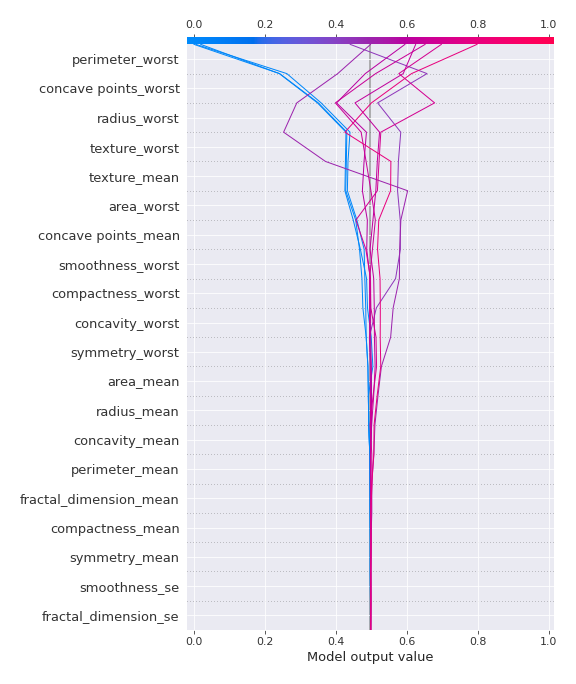 0.0 0.2 0.4 0.6 0.8 1.0
perimeter_worst
concave points_worst
radius_worst
texture_worst
texture_mean
area_worst
concave points_mean
smoothness_worst
compactness_worst
concavity_worst
symmetry_worst
area_mean
radius_mean
concavity_mean
perimeter_mean
fractal_dimension_mean
compactness_mean
symmetry_mean
smoothness_se
fractal_dimension_se
0.0 0.2 0.4 0.6 0.8 1.0
Model output value